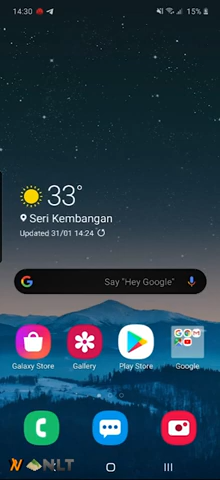 14:30
15%
33°
Seri Kembangan
Updated 31/01 14:24
Say "Hey Google"
Galaxy Store
Gallery
Play Store
Google
NLT